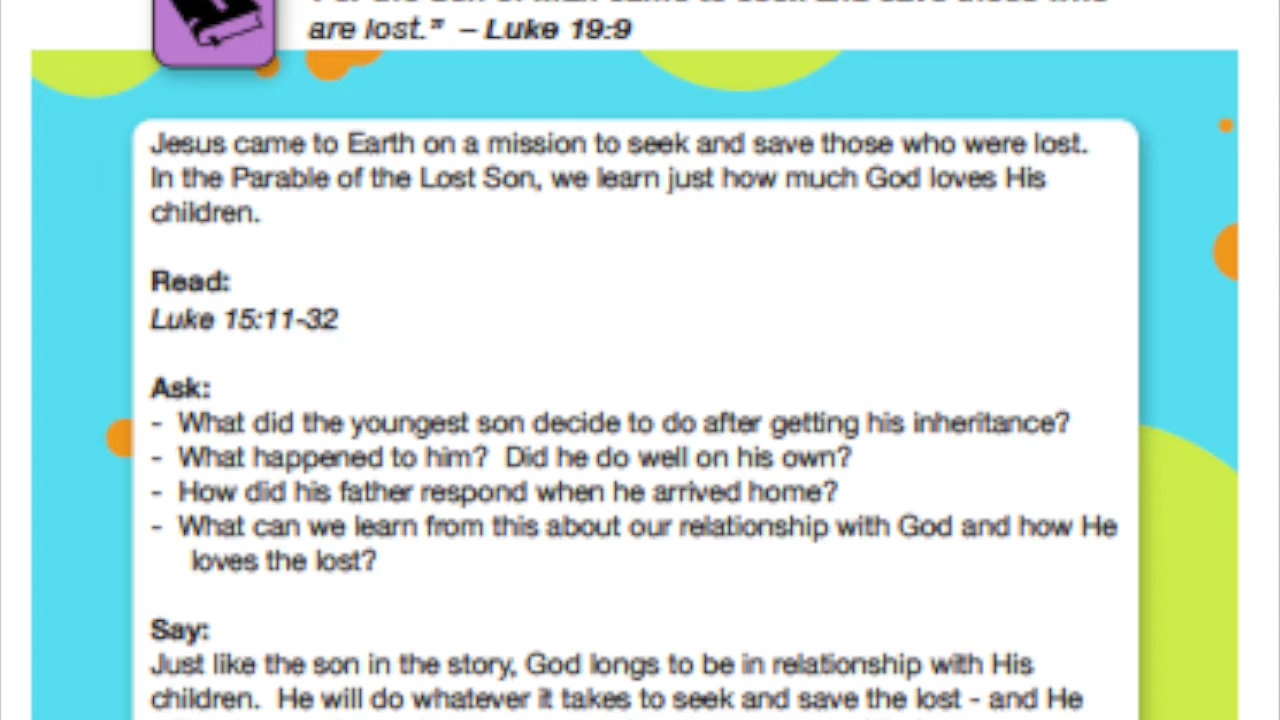 are lost.” – Luke 19:9
Jesus came to Earth on a mission to seek and save those who were lost.
In the Parable of the Lost Son, we learn just how much God loves His
children.
Read:
Luke 15:11-32
Ask:
- What did the youngest son decide to do after getting his inheritance?
- What happened to him?  Did he do well on his own?
- How did his father respond when he arrived home?
- What can we learn from this about our relationship with God and how He
loves the lost?
Say:
Just like the son in the story, God longs to be in relationship with His
children.  He will do whatever it takes to seek and save the lost - and He